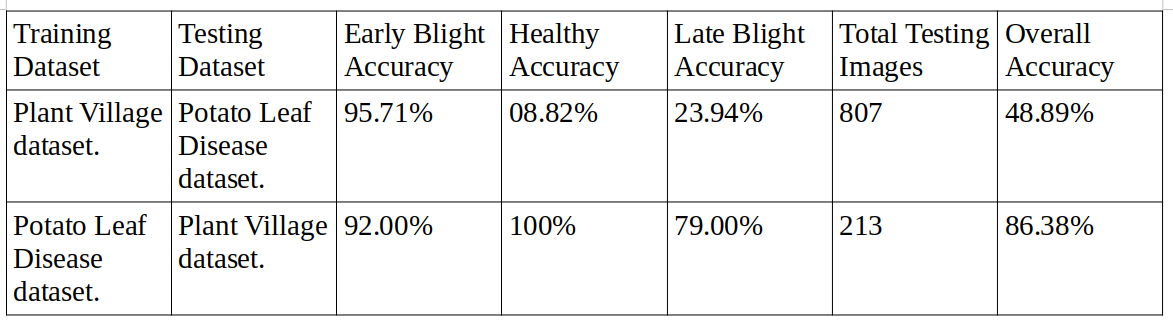 Training Dataset | Testing Dataset | Early Blight Accuracy | Healthy Accuracy | Late Blight Accuracy | Total Testing Images | Overall Accuracy
Plant Village dataset. | Potato Leaf Disease dataset. | 95.71% | 08.82% | 23.94% | 807 | 48.89%
Potato Leaf Disease dataset. | Plant Village dataset. | 92.00% | 100% | 79.00% | 213 | 86.38%